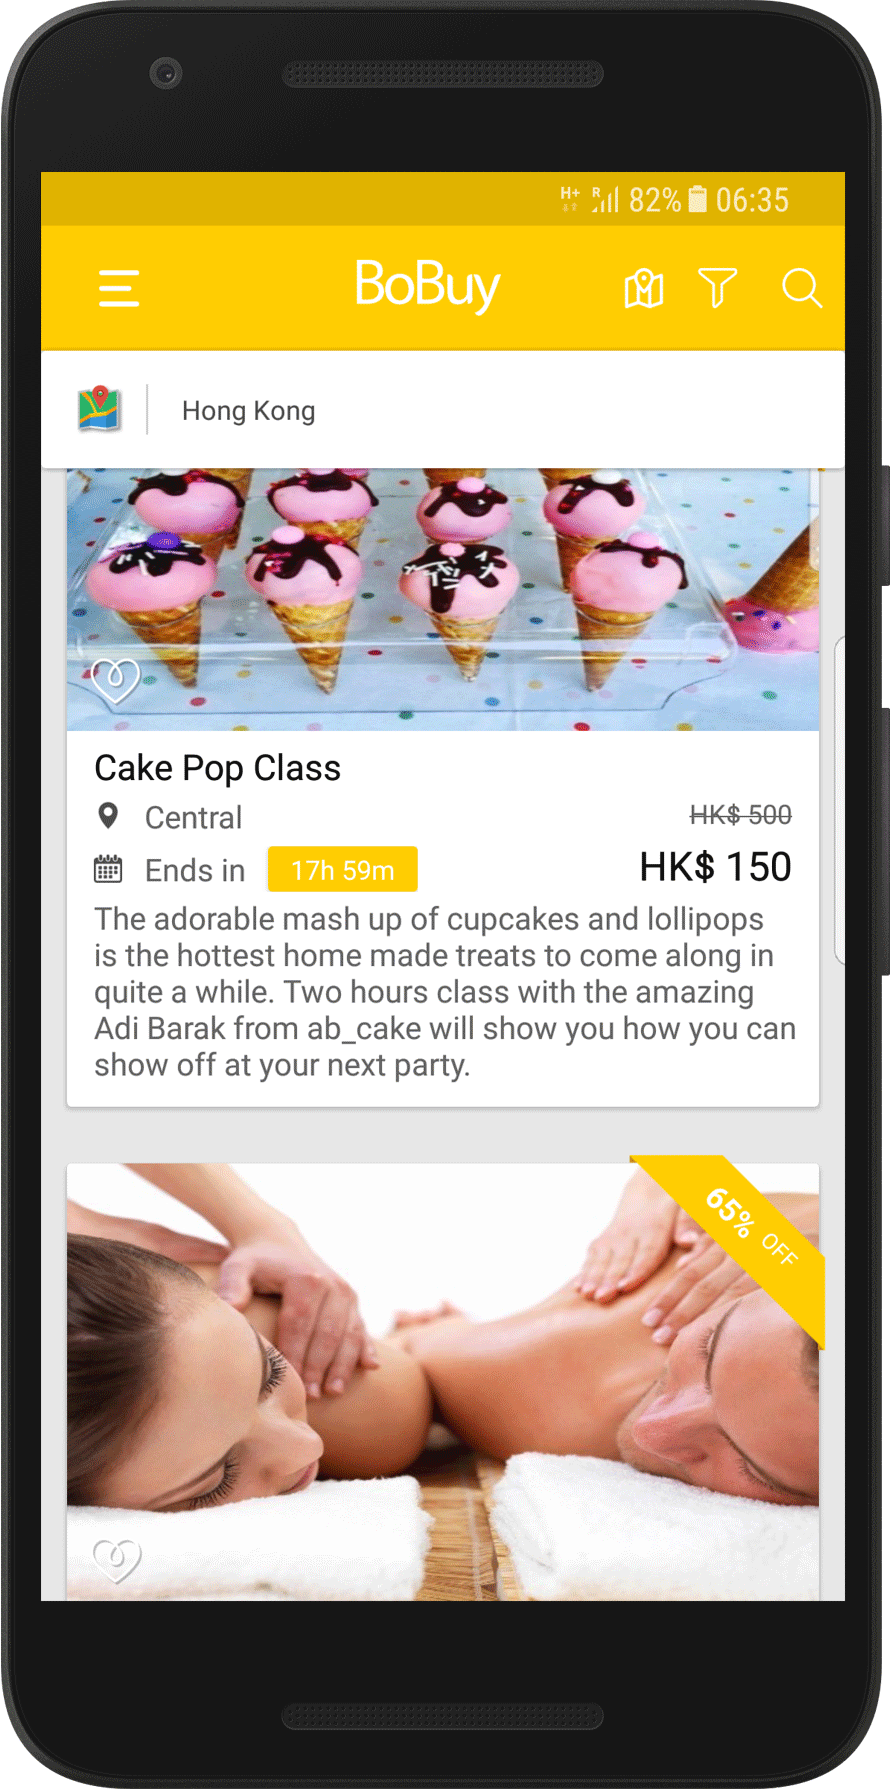 H+ R 82% 06:35
BoBuy
Hong Kong
Cake Pop Class
Central
HK$ 500
Ends in 17h 59m
HK$ 150
The adorable mash up of cupcakes and lollipops
is the hottest home made treats to come along in
quite a while. Two hours class with the amazing
Adi Barak from ab_cake will show you how you can
show off at your next party.
65% OFF